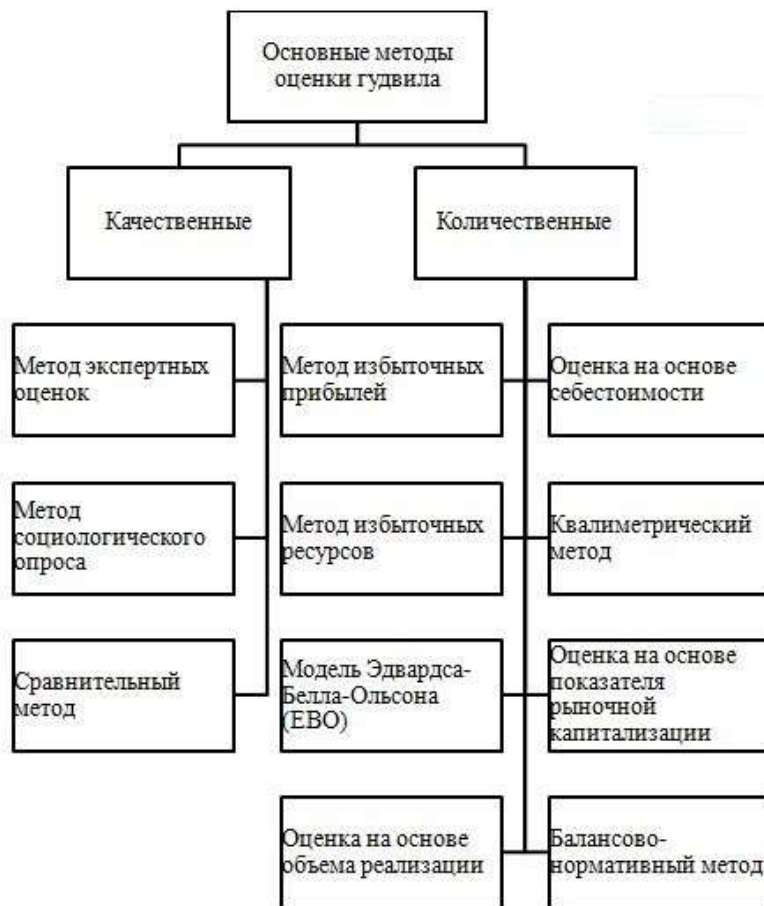 Основные методы
оценки гудвила
Качественные
Количественные
Метод экспертных
оценок
Метод избыточных
прибылей
Оценка на основе
себестоимости
Метод
социологического
опроса
Метод избыточных
ресурсов
Квалиметрический
метод
Сравнительный
метод
Модель Эдвардса-
Белла-Ольсона
(ЕВО)
Оценка на основе
показателя
рыночной
капитализации
Оценка на основе
объема реализации
Балансово-
нормативный метод